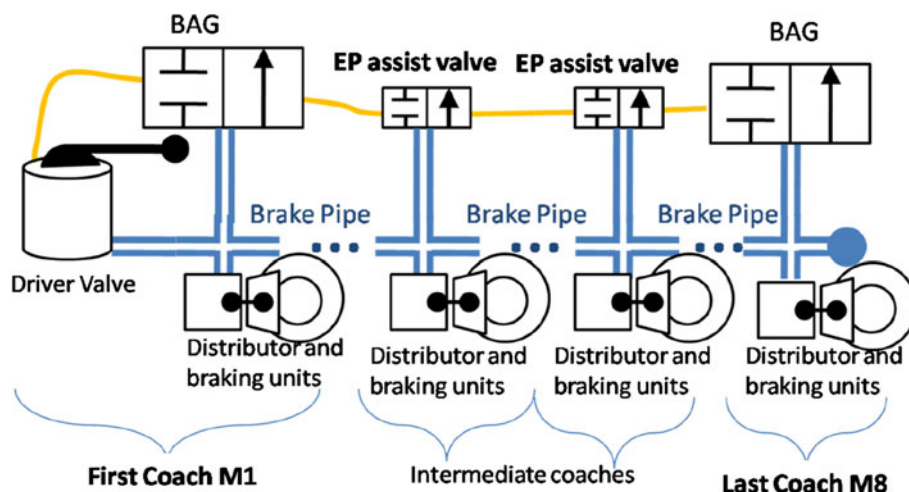 BAG
EP assist valve
EP assist valve
BAG
Brake Pipe
Brake Pipe
Brake Pipe
Driver Valve
Distributor and
braking units
Distributor and
braking units
Distributor and
braking units
Distributor and
braking units
First Coach M1
Intermediate coaches
Last Coach M8